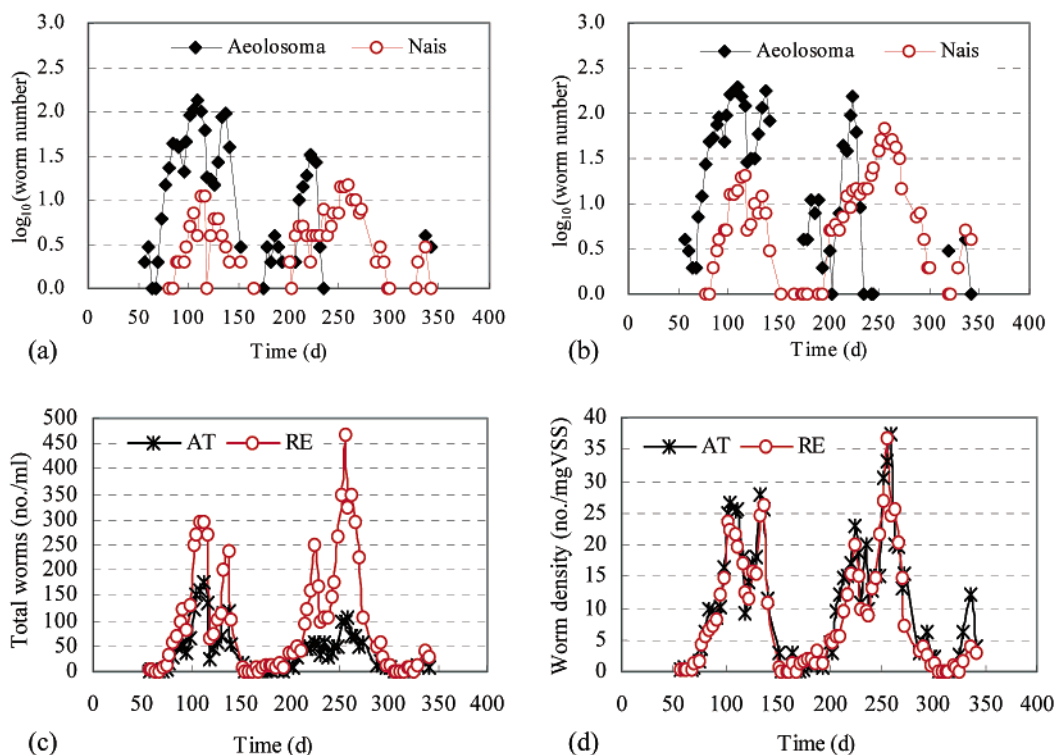 Aeolosoma Nais
log10(worm number)
3.0
2.5
2.0
1.5
1.0
0.5
0.0
0 50 100 150 200 250 300 350 400
Time (d)
(a)
Aeolosoma Nais
log10(worm number)
3.0
2.5
2.0
1.5
1.0
0.5
0.0
0 50 100 150 200 250 300 350 400
Time (d)
(b)
AT RE
Total worms (no./ml)
500
450
400
350
300
250
200
150
100
50
0
0 50 100 150 200 250 300 350 400
Time (d)
(c)
AT RE
Worm density (no./mgVSS)
40
35
30
25
20
15
10
5
0
0 50 100 150 200 250 300 350 400
Time (d)
(d)